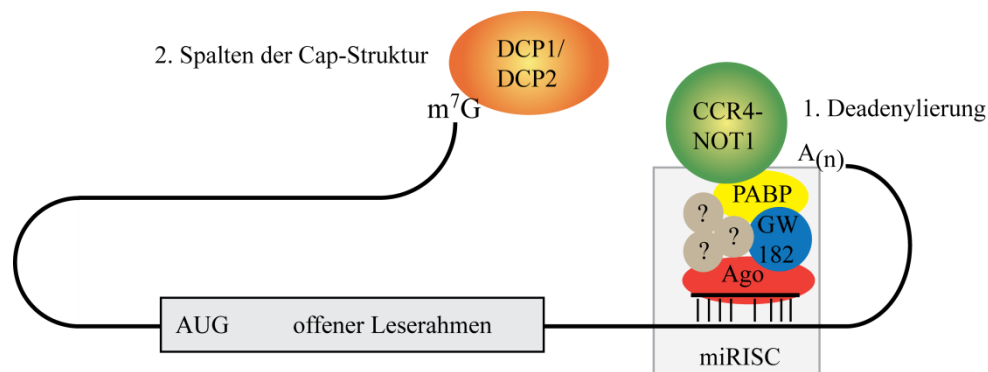 2. Spalten der Cap-Struktur
DCP1/
DCP2
m⁷G
CCR4-
NOT1
1. Deadenylierung
A(n)
PABP
?
GW
182
?
?
Ago
AUG offener Leserahmen
miRISC